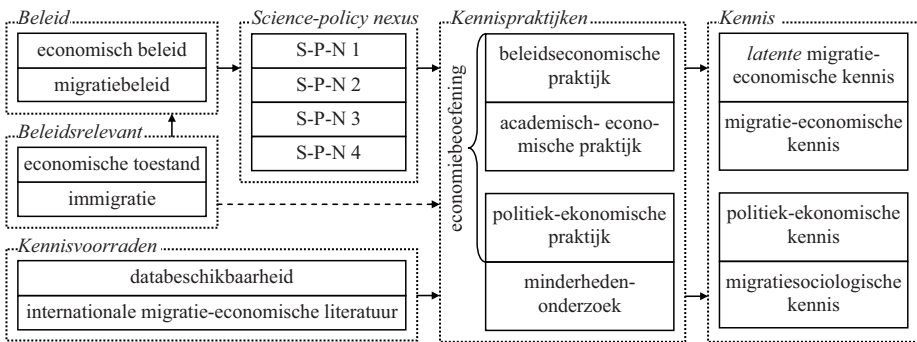 Beleid
economisch beleid
migratiebeleid
Beleidsrelevant
economische toestand
immigratie
Kennisvoorraden
databeschikbaarheid
internationale migratie-economische literatuur
Science-policy nexus
S-P-N 1
S-P-N 2
S-P-N 3
S-P-N 4
Kennispraktijken
economiebeoefening
beleidseconomische
praktijk
academisch- econo-
mische praktijk
politiek-ekonomische
praktijk
minderheden-
onderzoek
Kennis
latente migratie-
economische kennis
migratie-economische
kennis
politiek-ekonomische
kennis
migratiesociologische
kennis